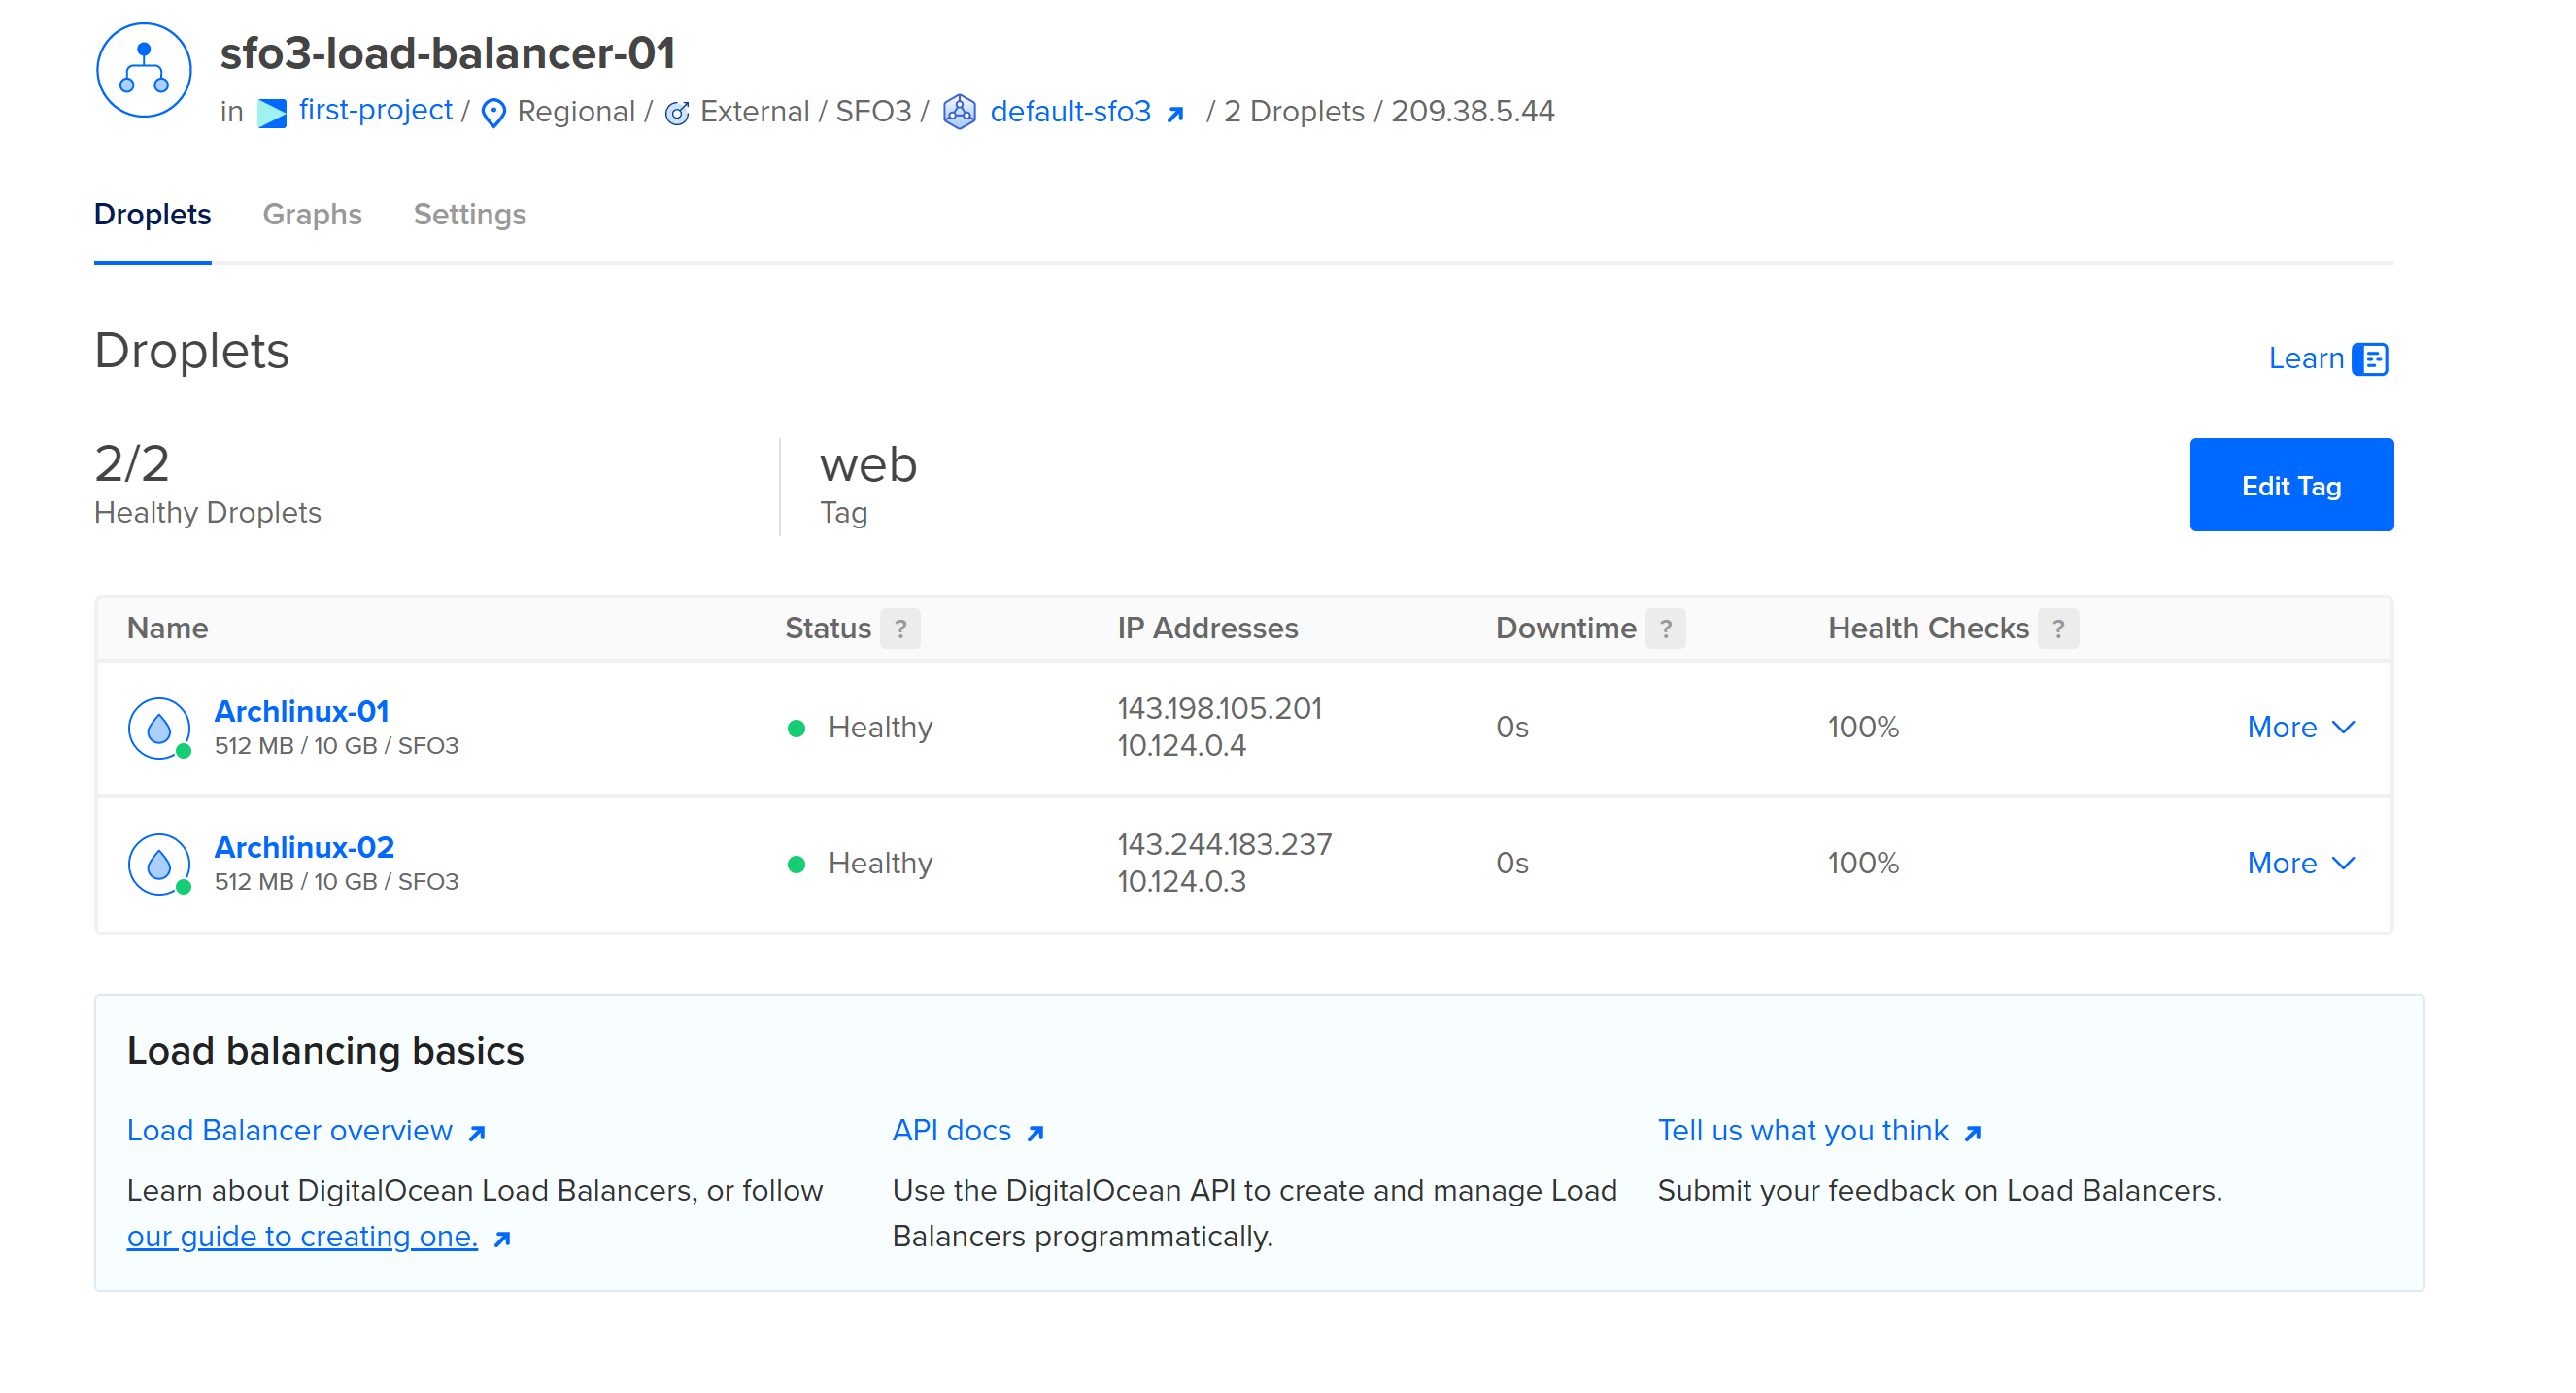 sfo3-load-balancer-01
in first-project / Regional / External / SFO3 / default-sfo3 / 2 Droplets / 209.38.5.44
Droplets Graphs Settings
Droplets
Learn
2/2
Healthy Droplets
web
Tag
Edit Tag
Name Status ? IP Addresses Downtime ? Health Checks ?
Archlinux-01
512 MB / 10 GB / SFO3
Healthy
143.198.105.201
10.124.0.4
0s
100%
More
Archlinux-02
512 MB / 10 GB / SFO3
Healthy
143.244.183.237
10.124.0.3
0s
100%
More
Load balancing basics
Load Balancer overview
Learn about DigitalOcean Load Balancers, or follow
our guide to creating one.
API docs
Use the DigitalOcean API to create and manage Load
Balancers programmatically.
Tell us what you think
Submit your feedback on Load Balancers.